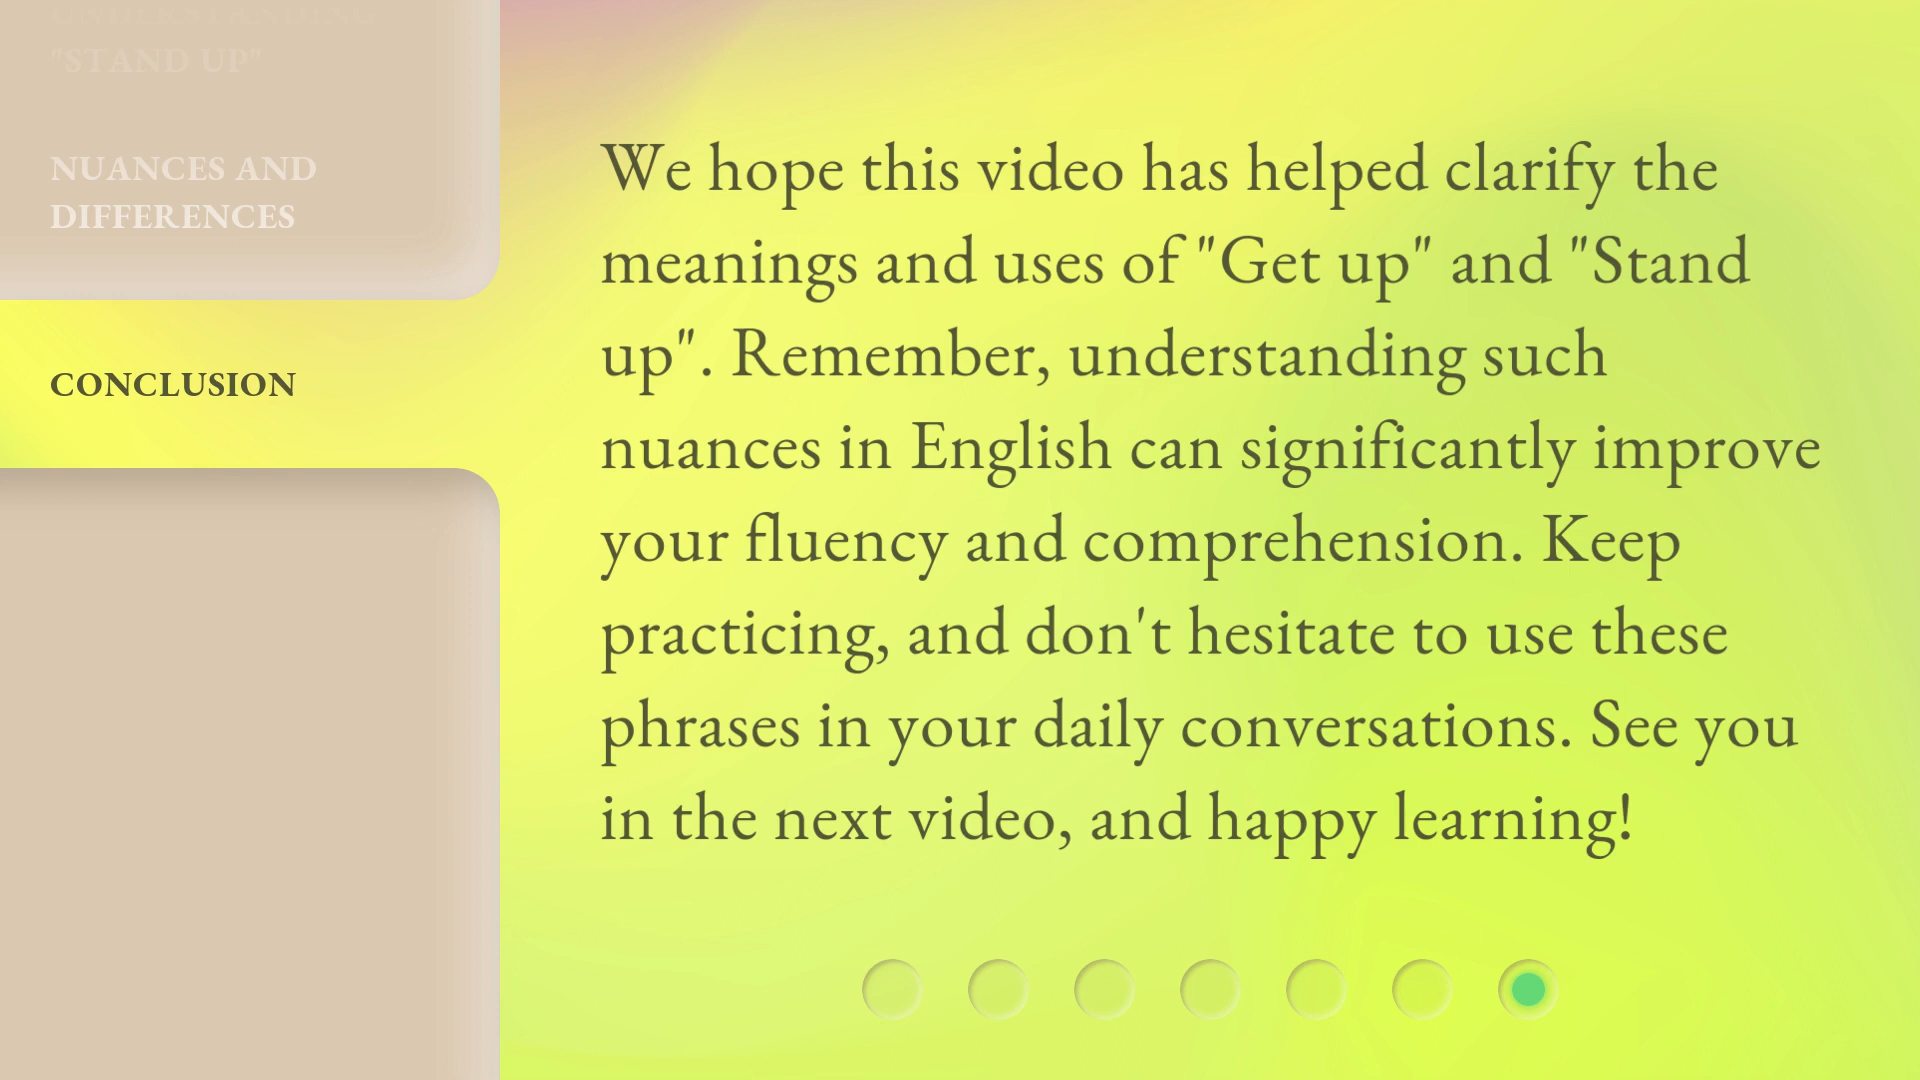 UNDERSTANDING
"STAND UP"
NUANCES AND
DIFFERENCES
CONCLUSION
We hope this video has helped clarify the
meanings and uses of "Get up" and "Stand
up". Remember, understanding such
nuances in English can significantly improve
your fluency and comprehension. Keep
practicing, and don't hesitate to use these
phrases in your daily conversations. See you
in the next video, and happy learning!